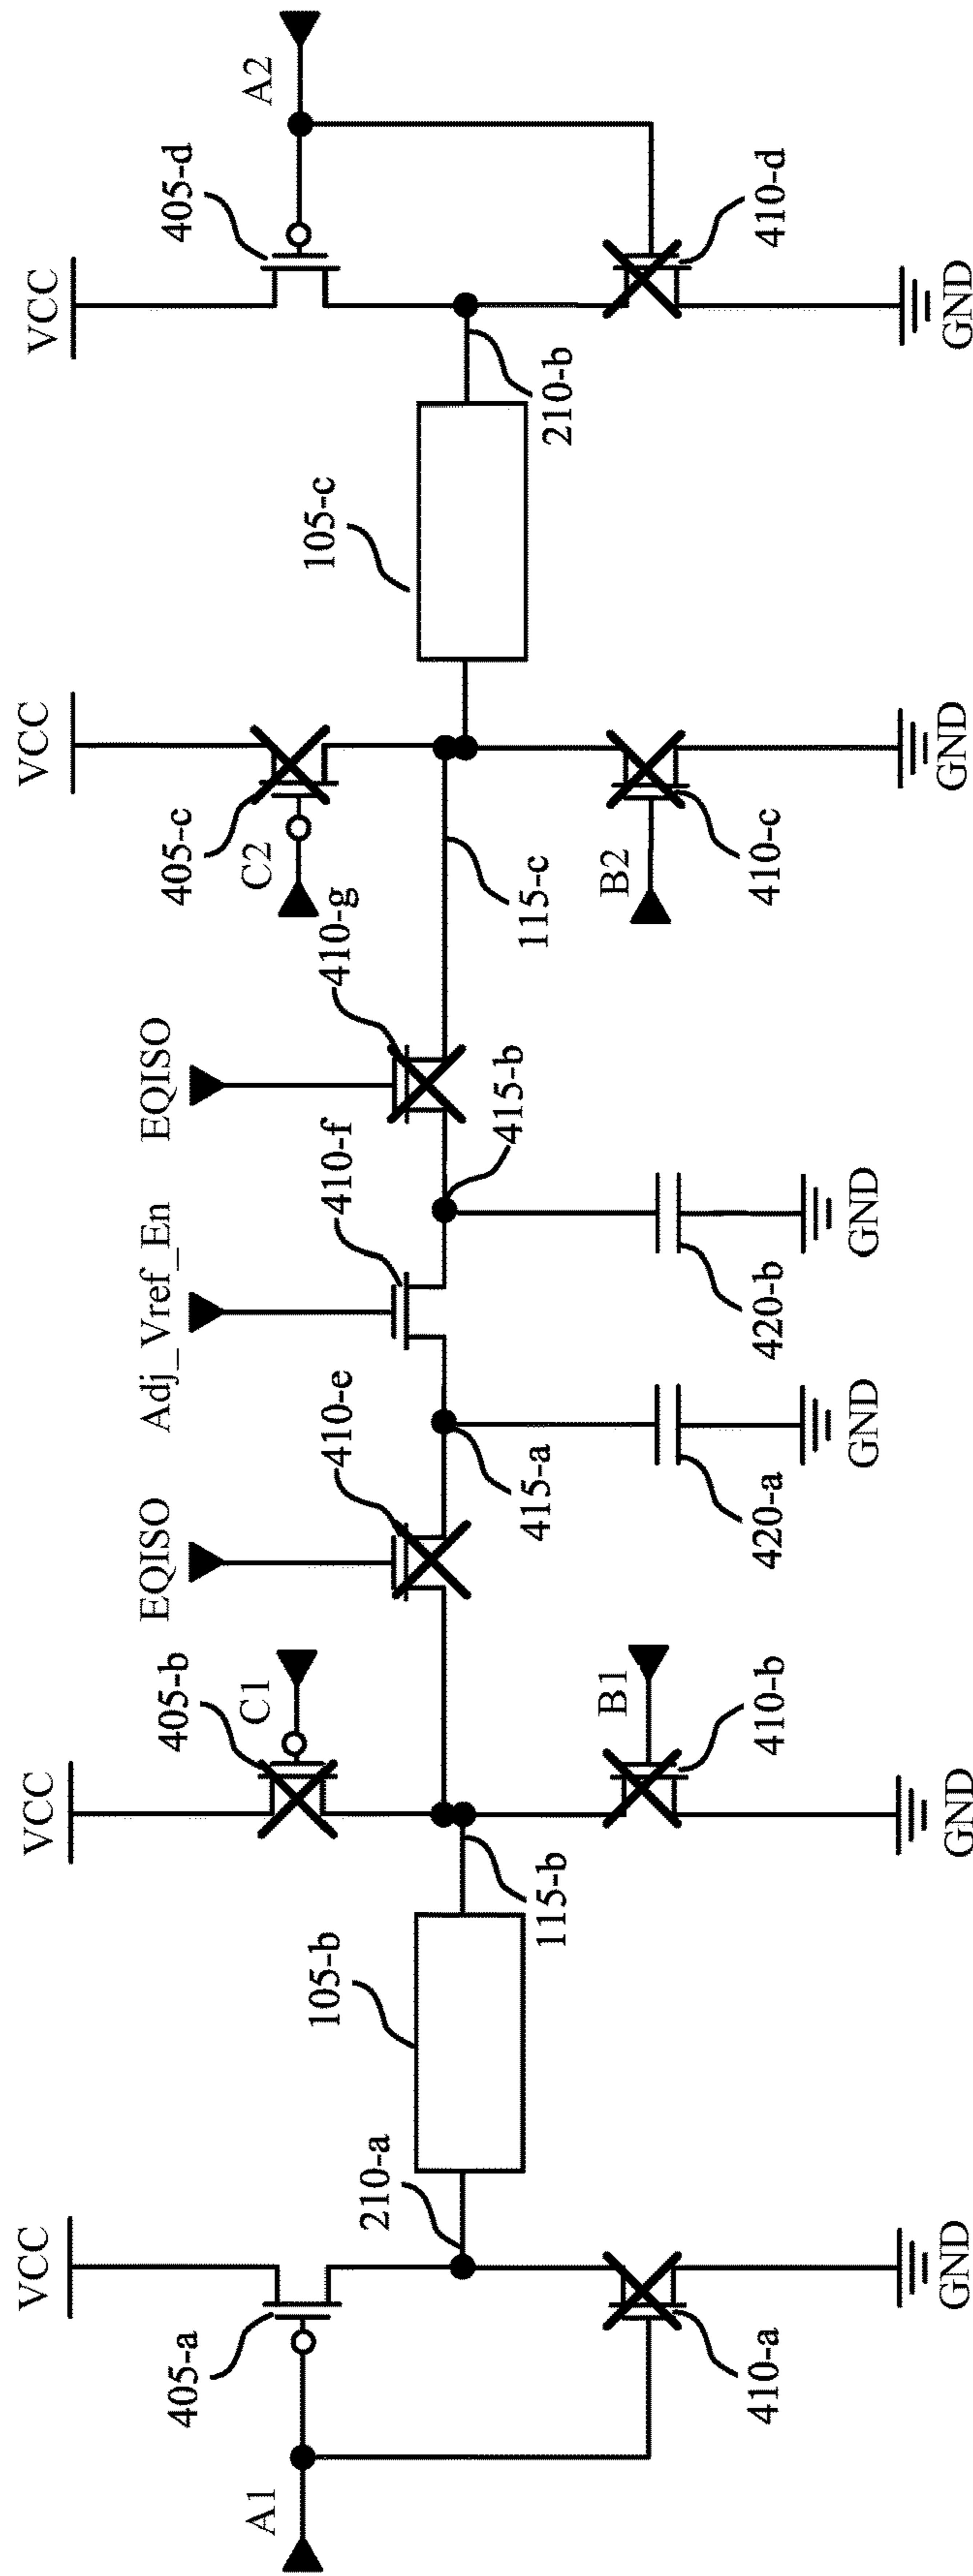 A1
VCC
405-a
210-a
410-a
GND
105-b
115-b
VCC
405-b
C1
B1
410-b
GND
EQISO
410-e
415-a
420-a
GND
Adj_Vref_En
410-f
415-b
420-b
GND
EQISO
410-g
115-c
VCC
405-c
C2
B2
410-c
GND
105-c
210-b
VCC
405-d
A2
410-d
GND